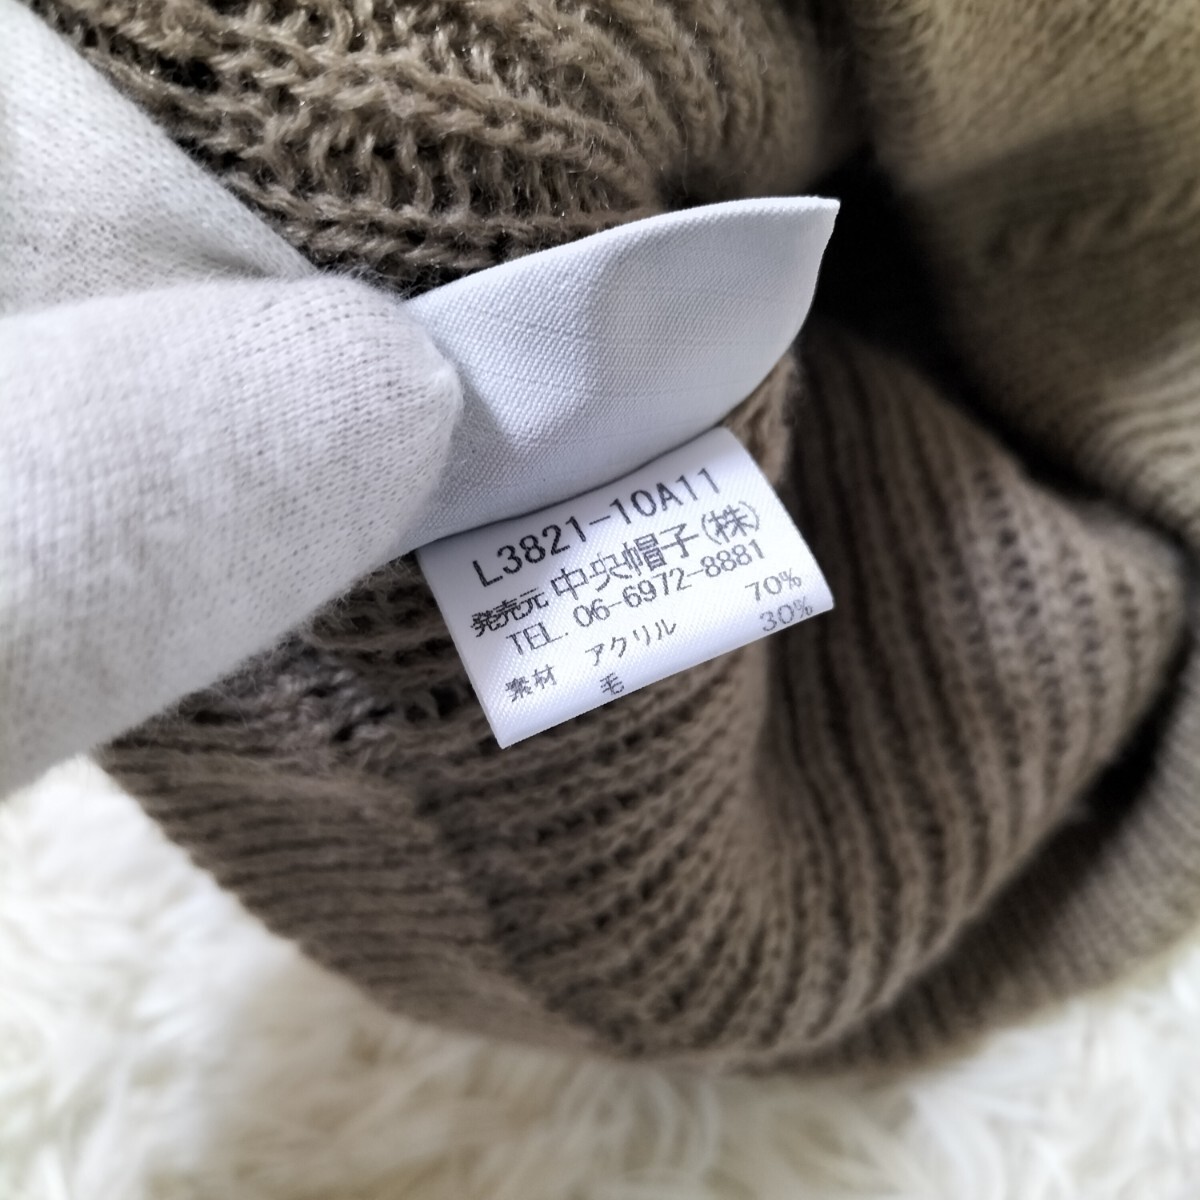 L3821-10A11
発売元 中央帽子(株)
TEL. 06-6972-8881
素材 アクリル 70%
毛 30%